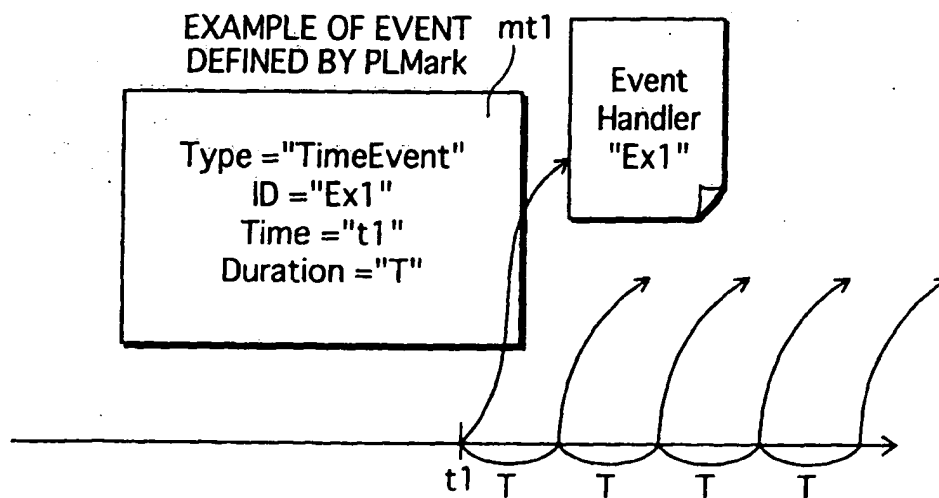 EXAMPLE OF EVENT
DEFINED BY PLMark
mt1
Type ="TimeEvent"
ID ="Ex1"
Time ="t1"
Duration ="T"
Event
Handler
"Ex1"
t1
T
T
T
T